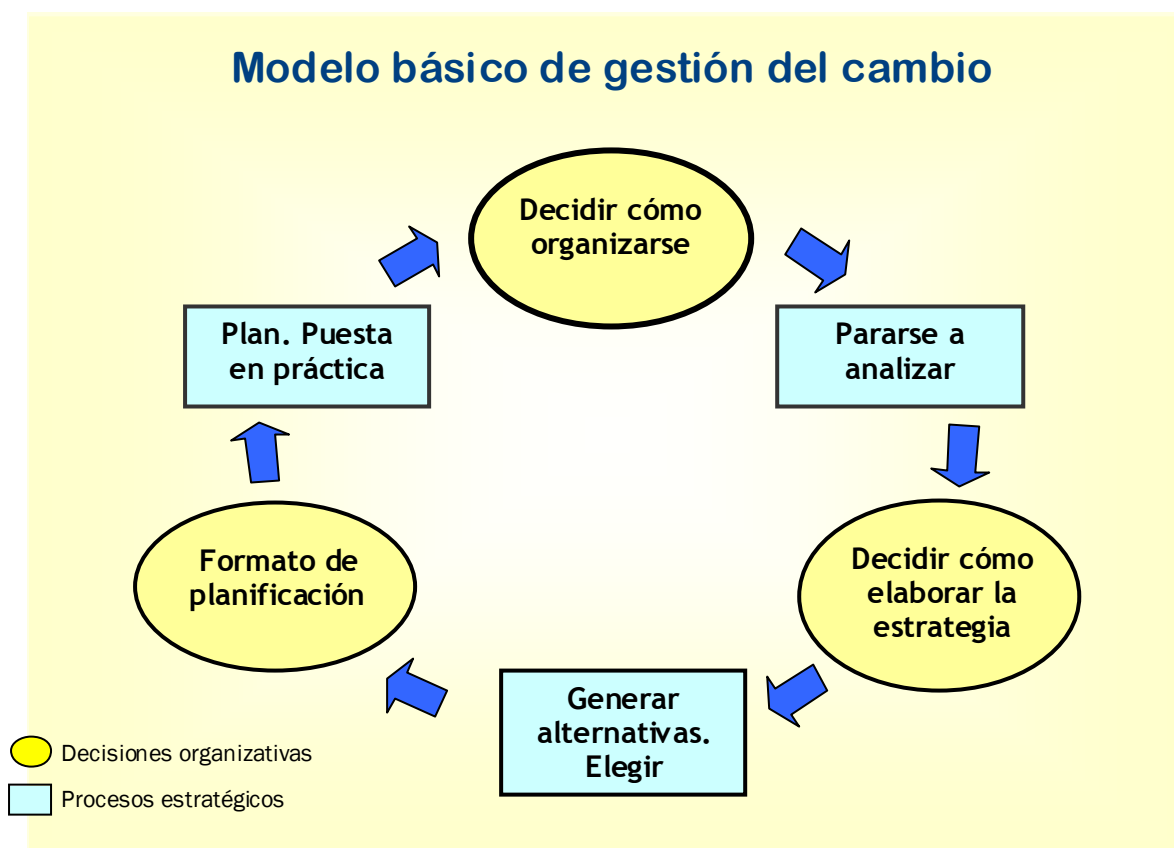 Modelo básico de gestión del cambio
Decidir cómo
organizarse
Plan. Puesta
en práctica
Pararse a
analizar
Formato de
planificación
Decidir cómo
elaborar la
estrategia
Generar
alternativas.
Elegir
Decisiones organizativas
Procesos estratégicos